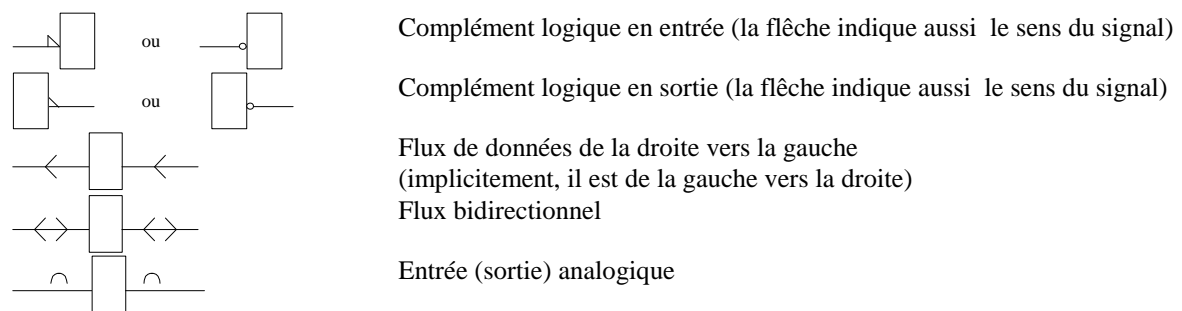 ou Complément logique en entrée (la flêche indique aussi le sens du signal)
ou Complément logique en sortie (la flêche indique aussi le sens du signal)
Flux de données de la droite vers la gauche
(implicitement, il est de la gauche vers la droite)
Flux bidirectionnel
Entrée (sortie) analogique